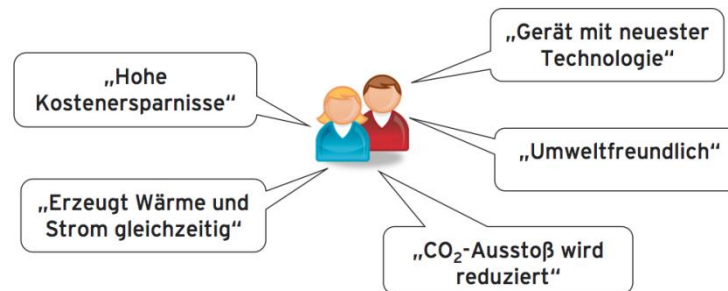 „Hohe
Kostenersparnisse“
„Gerät mit neuester
Technologie“
„Umweltfreundlich“
„Erzeugt Wärme und
Strom gleichzeitig“
„CO₂-Ausstoß wird
reduziert“